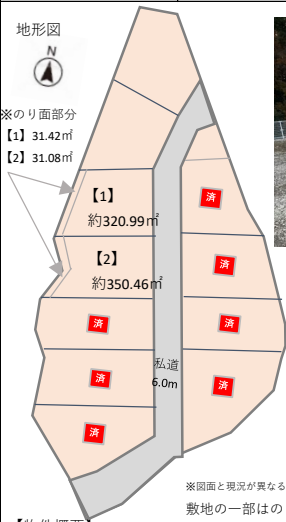 地形図
N
※のり面部分
【1】31.42㎡
【2】31.08㎡
【1】
約320.99㎡
【2】
約350.46㎡
済
済
済
済
済
済
済
私道
6.0m
※図面と現況が異なる
敷地の一部はの
【物件概要】